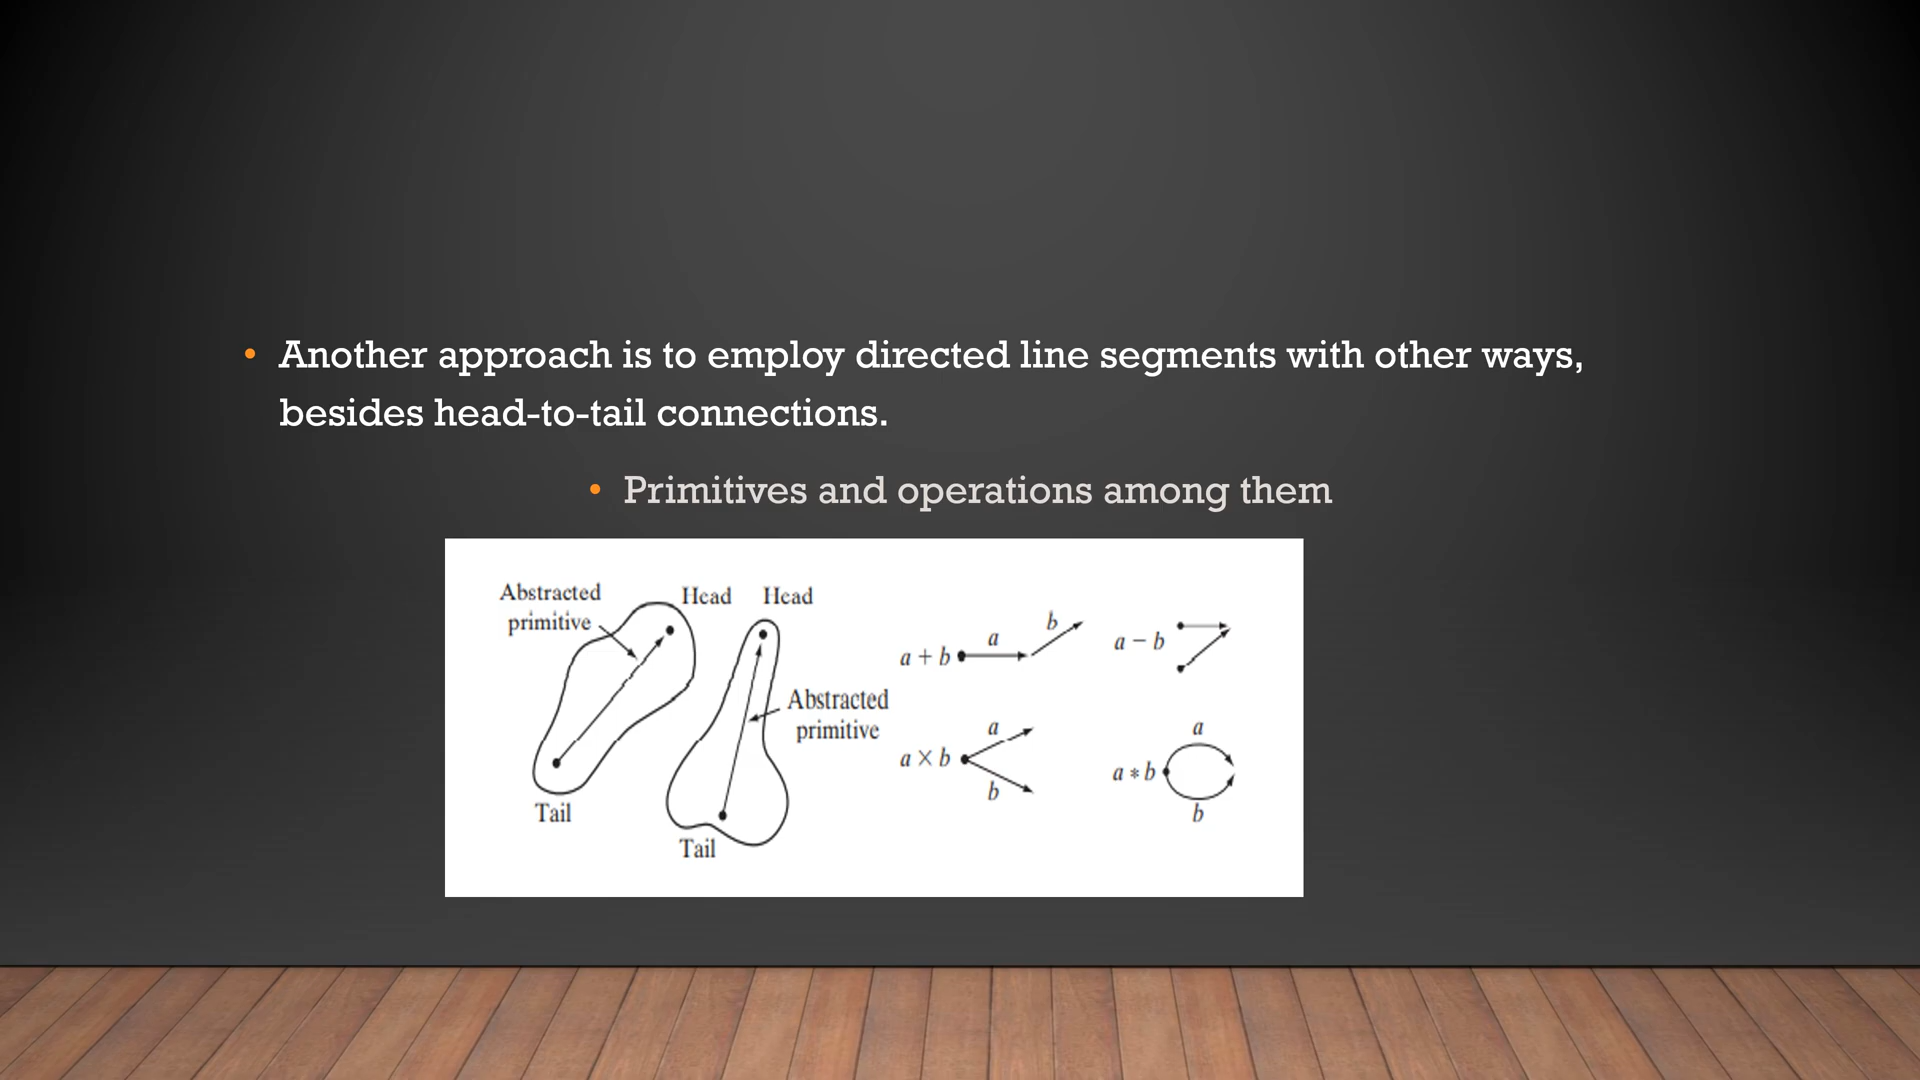 • Another approach is to employ directed line segments with other ways,
besides head-to-tail connections.
• Primitives and operations among them
Abstracted
primitive
Head
Head
Abstracted
primitive
Tail
Tail
a + b
a
b
a − b
a × b
a
b
a * b
a
b